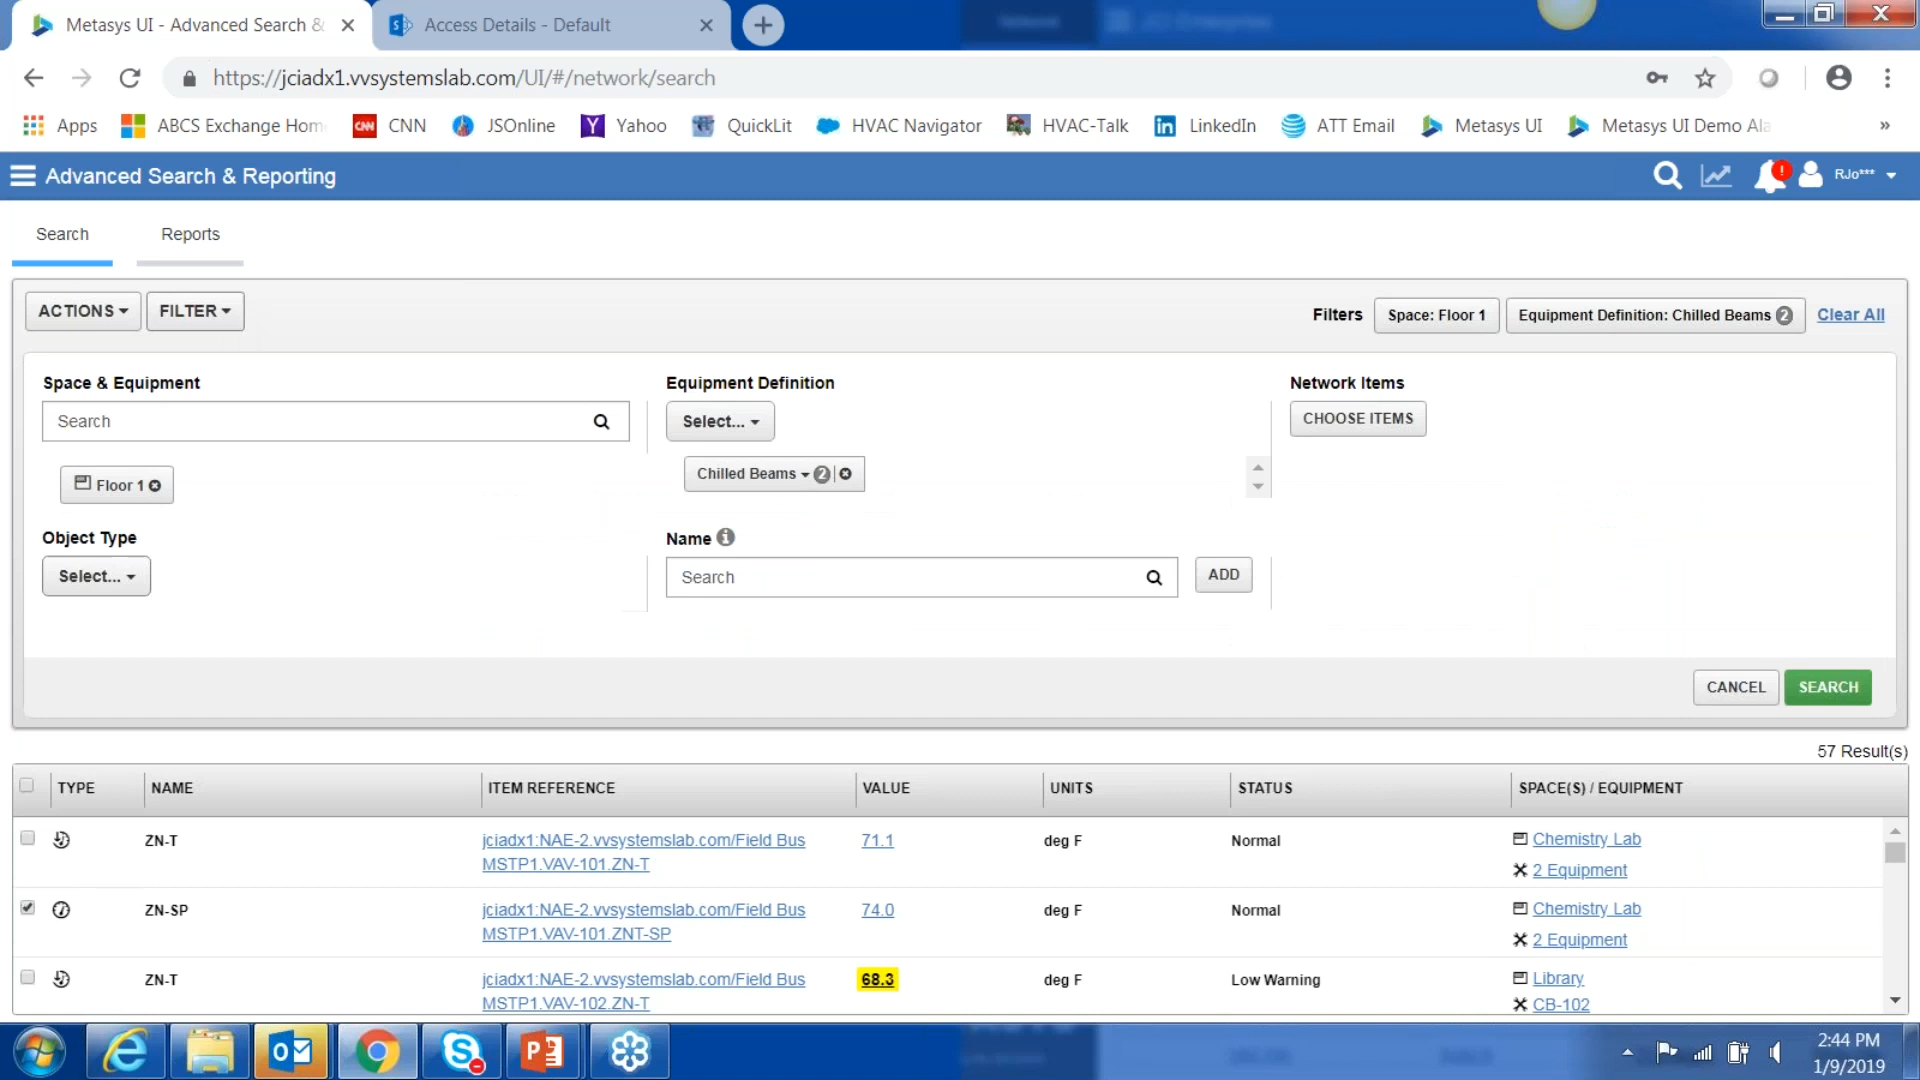 Metasys UI - Advanced Search &
Access Details - Default
https://jciadx1.vvsystemslab.com/UI/#/network/search
Apps
ABCS Exchange Hom
CNN
CNN
JSOnline
Yahoo
QuickLit
HVAC Navigator
HVAC-Talk
LinkedIn
ATT Email
Metasys UI
Metasys UI Demo Ala
»
Advanced Search & Reporting
RJo***
Search
Reports
ACTIONS
FILTER
Filters
Space: Floor 1
Equipment Definition: Chilled Beams 2
Clear All
Space & Equipment
Equipment Definition
Network Items
Search
Select...
CHOOSE ITEMS
Floor 1
Chilled Beams 2
Object Type
Name
Select...
Search
ADD
CANCEL
SEARCH
57 Result(s)
TYPE
NAME
ITEM REFERENCE
VALUE
UNITS
STATUS
SPACE(S) / EQUIPMENT
ZN-T
jciadx1:NAE-2.vvsystemslab.com/Field Bus
MSTP1.VAV-101.ZN-T
71.1
deg F
Normal
Chemistry Lab
2 Equipment
ZN-SP
jciadx1:NAE-2.vvsystemslab.com/Field Bus
MSTP1.VAV-101.ZNT-SP
74.0
deg F
Normal
Chemistry Lab
2 Equipment
ZN-T
jciadx1:NAE-2.vvsystemslab.com/Field Bus
MSTP1.VAV-102.ZN-T
68.3
deg F
Low Warning
Library
CB-102
2:44 PM
1/9/2019